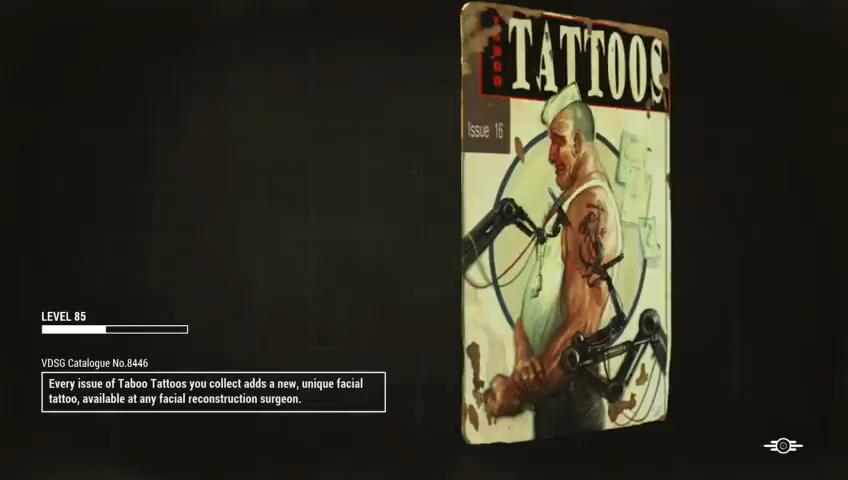 TABOO
TATTOOS
Issue 16
LEVEL 85
VDSG Catalogue No.8446
Every issue of Taboo Tattoos you collect adds a new, unique facial
tattoo, available at any facial reconstruction surgeon.